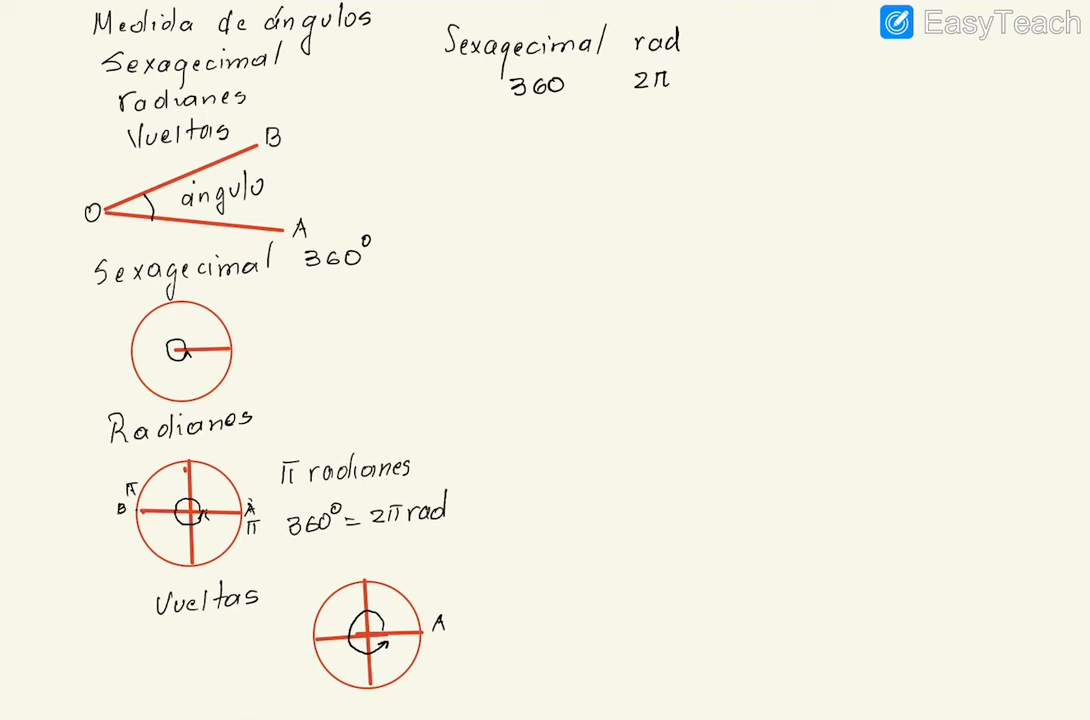 Medida de ángulos
Sexagecimal
radianes
Vueltas
B
ángulo
O
A
Sexagecimal 360°
Radianes
π
B
A
π
π radianes
360° = 2π rad
Vueltas
A
Sexagecimal rad
360 2π
EasyTeach